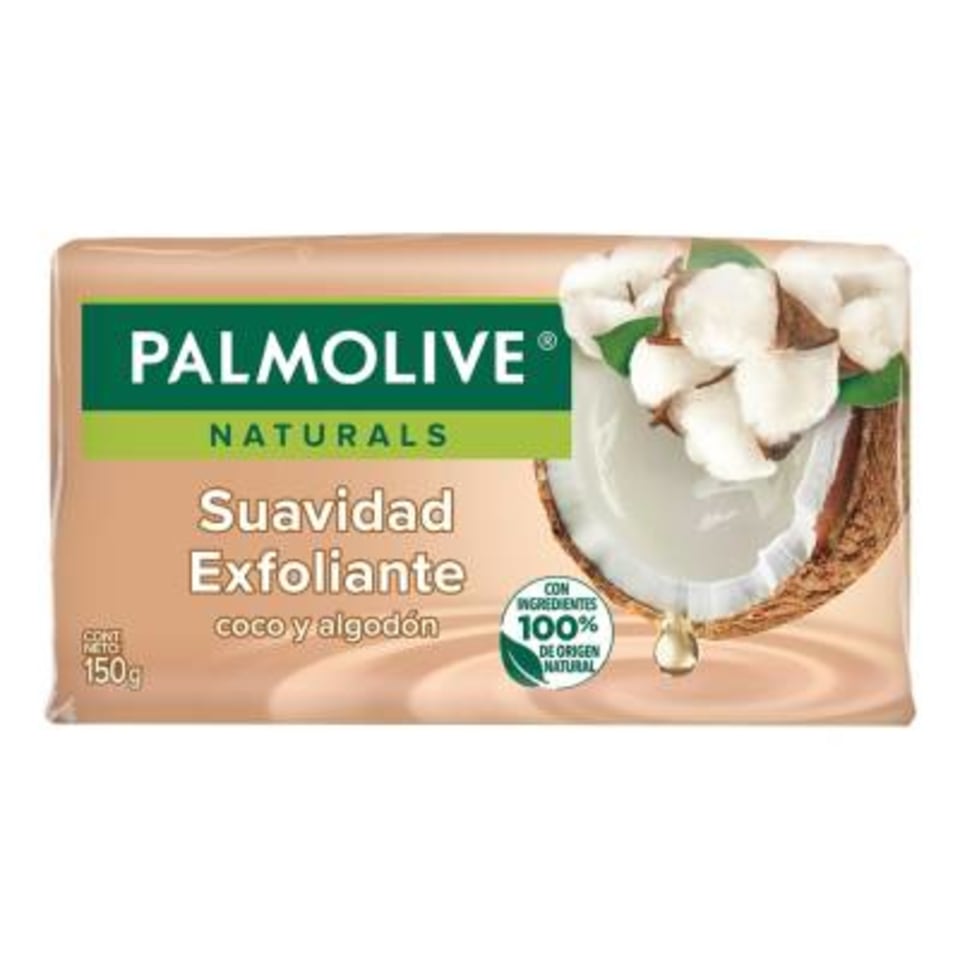 PALMOLIVE®
NATURALS
Suavidad
Exfoliante
coco y algodón
CONT.
NETO
150g
CON
INGREDIENTES
100%
DE ORIGEN
NATURAL